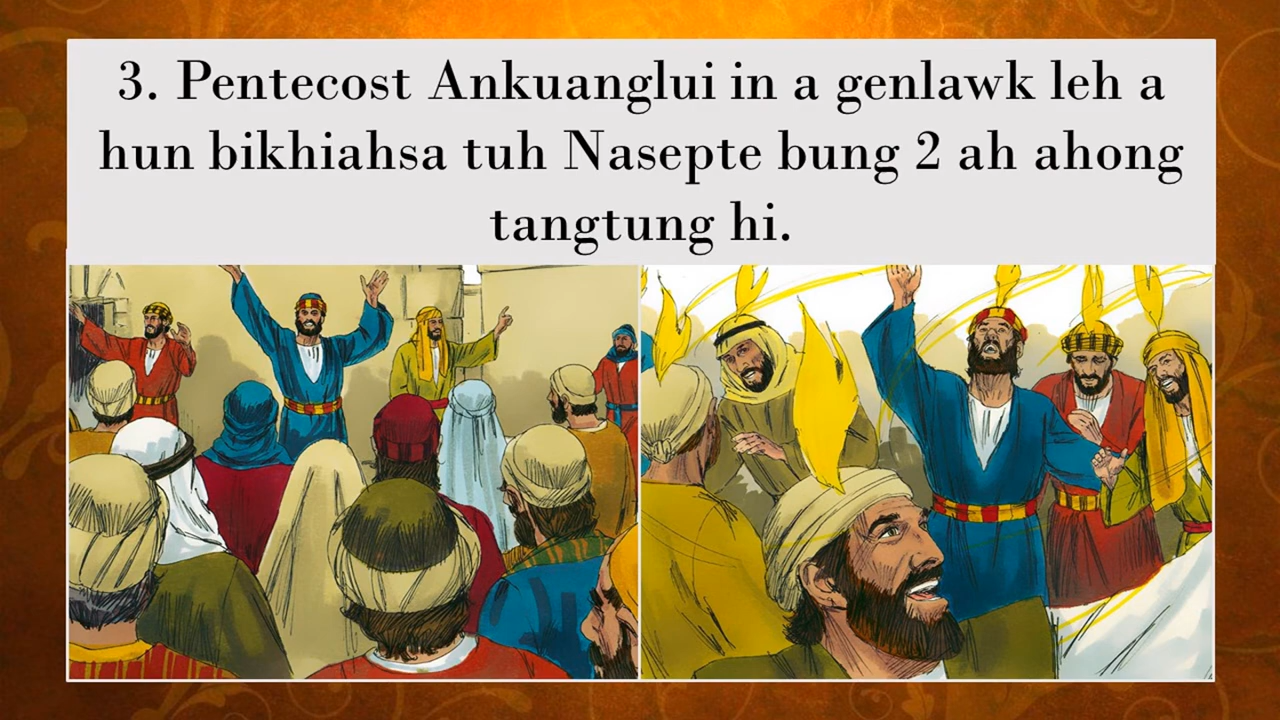 3. Pentecost Ankuanglui in a genlawk leh a
hun bikhiahsa tuh Nasepte bung 2 ah ahong
tangtung hi.